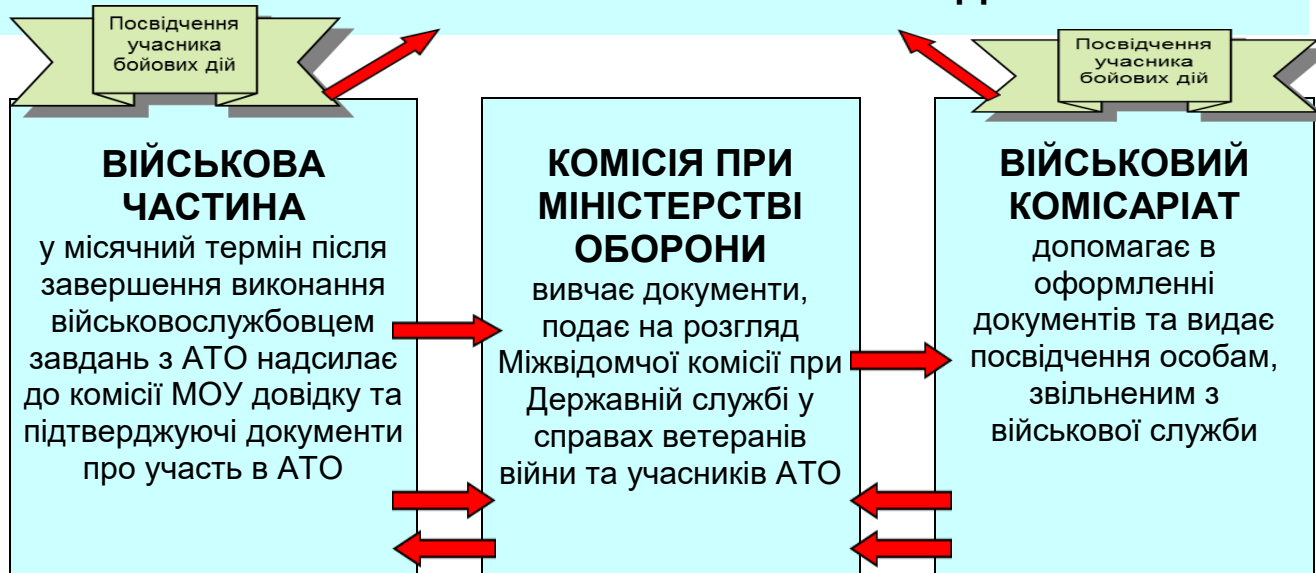 Посвідчення
учасника
бойових дій
Посвідчення
учасника
бойових дій
ВІЙСЬКОВА
ЧАСТИНА
у місячний термін після
завершення виконання
військовослужбовцем
завдань з АТО надсилає
до комісії МОУ довідку та
підтверджуючі документи
про участь в АТО
КОМІСІЯ ПРИ
МІНІСТЕРСТВІ
ОБОРОНИ
вивчає документи,
подає на розгляд
Міжвідомчої комісії при
Державній службі у
справах ветеранів
війни та учасників АТО
ВІЙСЬКОВИЙ
КОМІСАРІАТ
допомагає в
оформленні
документів та видає
посвідчення особам,
звільненим з
військової служби